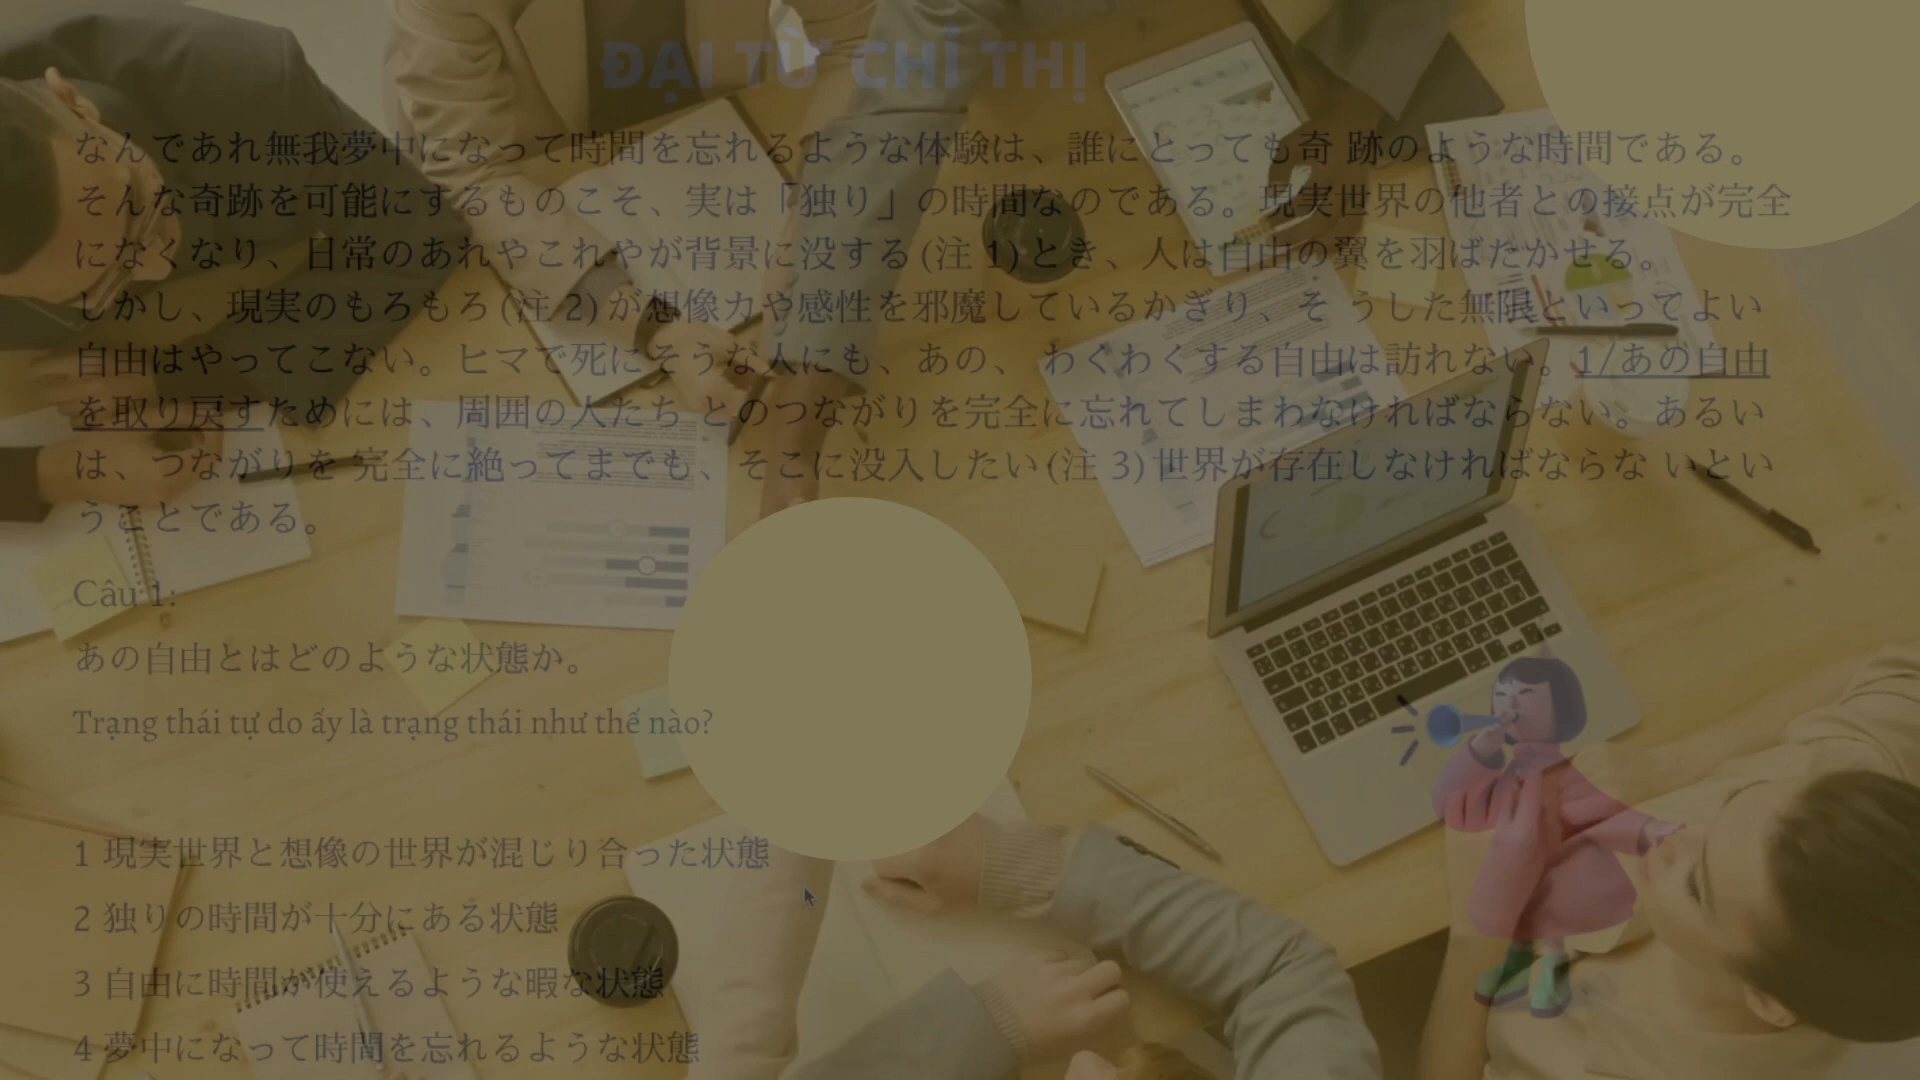 ĐẠI TỪ CHỈ THỊ
なんであれ無我夢中になって時間を忘れるような体験は、誰にとっても奇 跡のような時間である。
そんな奇跡を可能にするものこそ、実は「独り」の時間なのである。現実世界の他者との接点が完全
になくなり、日常のあれやこれやが背景に没する (注 1) とき、人は自由の翼を羽ばたかせる。
しかし、現実のもろもろ (注 2) が想像力や感性を邪魔しているかぎり、そ うした無限といってよい
自由はやってこない。ヒマで死にそうな人にも、あの、 わくわくする自由は訪れない。1/あの自由
を取り戻すためには、周囲の人たち とのつながりを完全に忘れてしまわなければならない。あるい
は、つながりを 完全に絶ってまでも、そこに没入したい (注 3) 世界が存在しなければならな いとい
うことである。
Câu 1:
あの自由とはどのような状態か。
Trạng thái tự do ấy là trạng thái như thế nào?
1 現実世界と想像の世界が混じり合った状態
2 独りの時間が十分にある状態
3 自由に時間が使えるような暇な状態
4 夢中になって時間を忘れるような状態